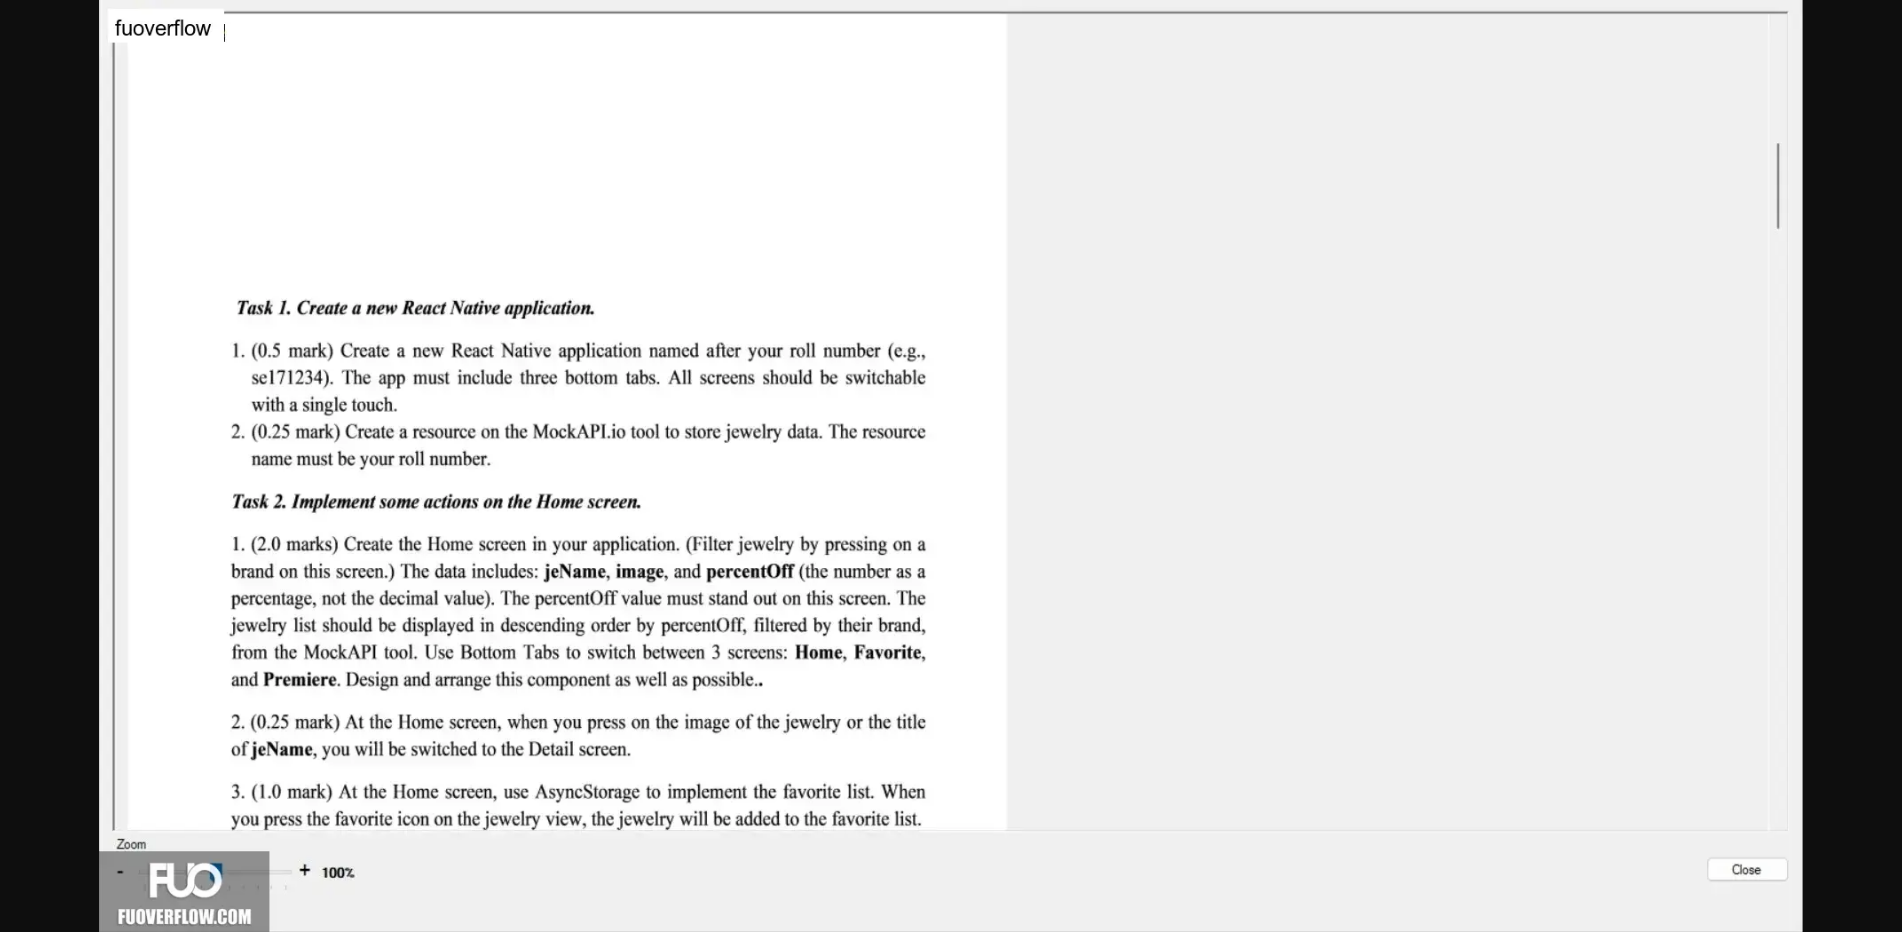 fuoverflow
Task 1. Create a new React Native application.
1. (0.5 mark) Create a new React Native application named after your roll number (e.g.,
se171234). The app must include three bottom tabs. All screens should be switchable
with a single touch.
2. (0.25 mark) Create a resource on the MockAPI.io tool to store jewelry data. The resource
name must be your roll number.
Task 2. Implement some actions on the Home screen.
1. (2.0 marks) Create the Home screen in your application. (Filter jewelry by pressing on a
brand on this screen.) The data includes: jeName, image, and percentOff (the number as a
percentage, not the decimal value). The percentOff value must stand out on this screen. The
jewelry list should be displayed in descending order by percentOff, filtered by their brand,
from the MockAPI tool. Use Bottom Tabs to switch between 3 screens: Home, Favorite,
and Premiere. Design and arrange this component as well as possible..
2. (0.25 mark) At the Home screen, when you press on the image of the jewelry or the title
of jeName, you will be switched to the Detail screen.
3. (1.0 mark) At the Home screen, use AsyncStorage to implement the favorite list. When
you press the favorite icon on the jewelry view, the jewelry will be added to the favorite list.
Zoom
- + 100%
Close
FUO
FUOVERFLOW.COM